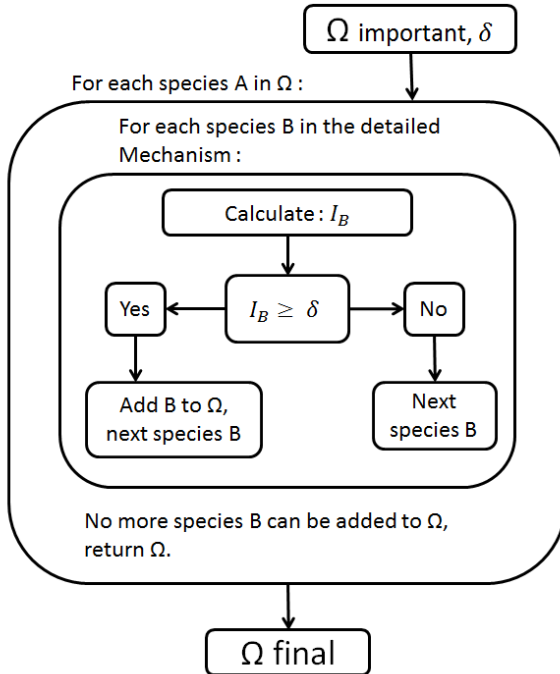 Ω important, δ
For each species A in Ω :
For each species B in the detailed
Mechanism :
Calculate : I_B
Yes
I_B ≥ δ
No
Add B to Ω,
next species B
Next
species B
No more species B can be added to Ω,
return Ω.
Ω final